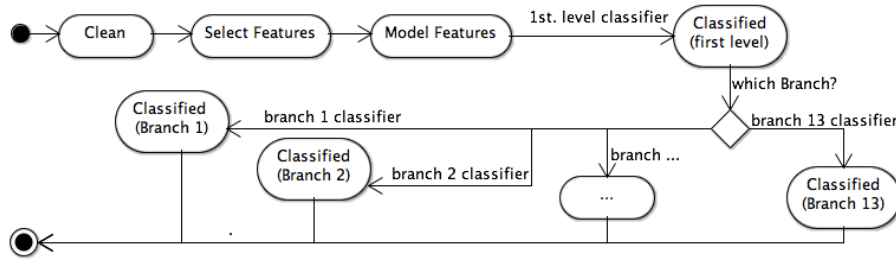 Clean
Select Features
Model Features
1st. level classifier
Classified
(first level)
which Branch?
Classified
(Branch 1)
branch 1 classifier
branch 13 classifier
Classified
(Branch 2)
branch 2 classifier
branch ...
...
Classified
(Branch 13)
.